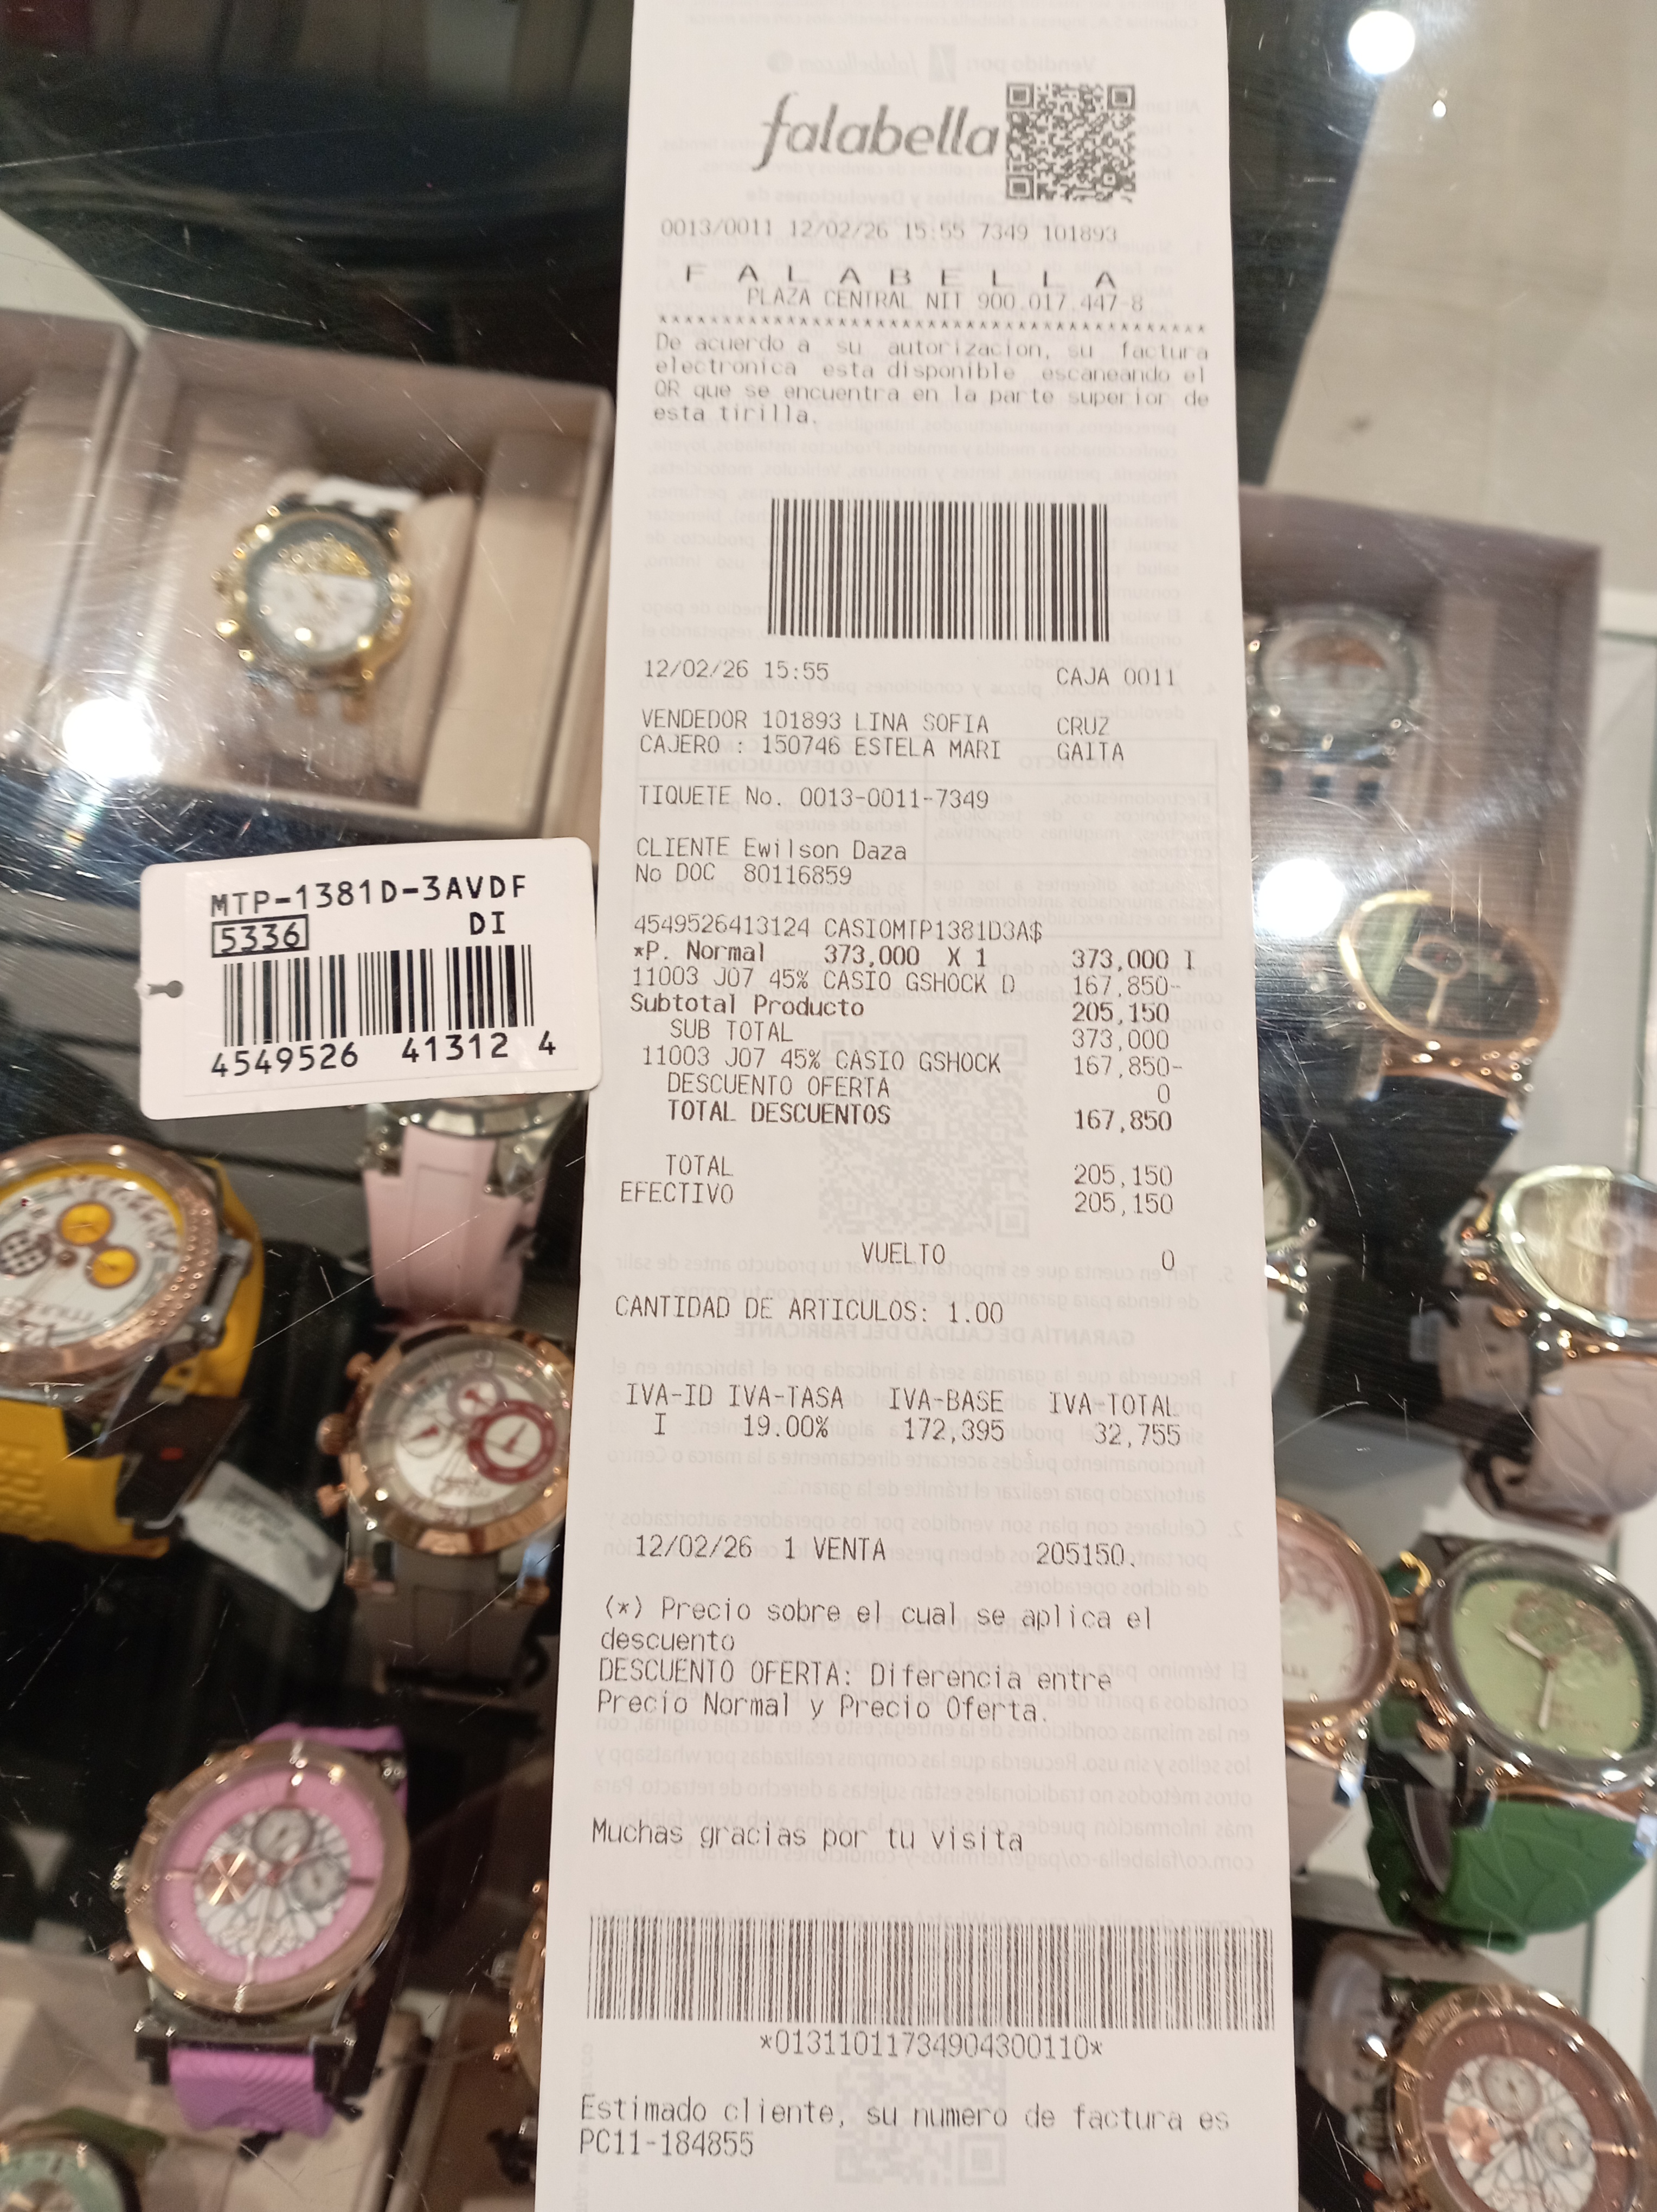 falabella
0013/0011 12/02/26 15:55 7349 101893
F A L A B E L L A
PLAZA CENTRAL NIT 900.017.447-8
De acuerdo a su autorizacion, su factura
electronica esta disponible escaneando el
QR que se encuentra en la parte superior de
esta tirilla.
12/02/26 15:55 CAJA 0011
VENDEDOR 101893 LINA SOFIA CRUZ
CAJERO : 150746 ESTELA MARI GAITA
TIQUETE No. 0013-0011-7349
CLIENTE Ewilson Daza
No DOC 80116859
4549526413124 CASIOMTP1381D3A$
*P. Normal 373,000 X 1 373,000 I
11003 J07 45% CASIO GSHOCK D 167,850-
Subtotal Producto 205,150
SUB TOTAL 373,000
11003 J07 45% CASIO GSHOCK 167,850-
DESCUENTO OFERTA 0
TOTAL DESCUENTOS 167,850
TOTAL 205,150
EFECTIVO 205,150
VUELTO 0
CANTIDAD DE ARTICULOS: 1.00
IVA-ID IVA-TASA IVA-BASE IVA-TOTAL
I 19.00% 172,395 32,755
12/02/26 1 VENTA 205150.
(*) Precio sobre el cual se aplica el
descuento
DESCUENTO OFERTA: Diferencia entre
Precio Normal y Precio Oferta.
Muchas gracias por tu visita
*01311011734904300110*
Estimado cliente, su numero de factura es
PC11-184855
MTP-1381D-3AVDF
5336 DI
4549526 41312 4